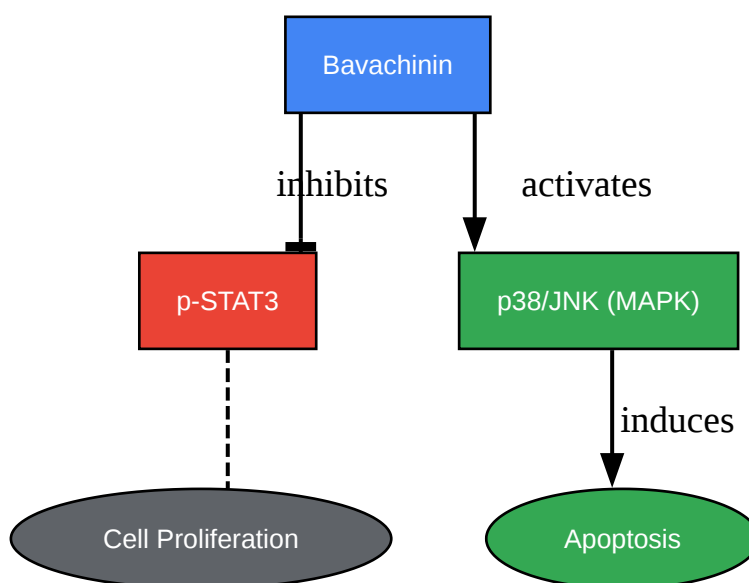 Bavachinin
inhibits
activates
p-STAT3
p38/JNK (MAPK)
induces
Cell Proliferation
Apoptosis